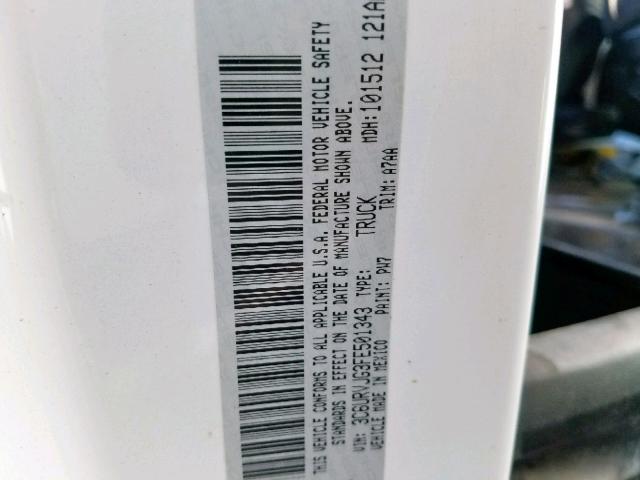 THIS VEHICLE CONFORMS TO ALL APPLICABLE U.S.A. FEDERAL MOTOR VEHICLE SAFETY
STANDARDS IN EFFECT ON THE DATE OF MANUFACTURE SHOWN ABOVE.
VIN: 3C6URVJG3FE501343 TYPE: TRUCK MDH:101512 121A
VEHICLE MADE IN MEXICO PAINT: PW7 TRIM: A7AA